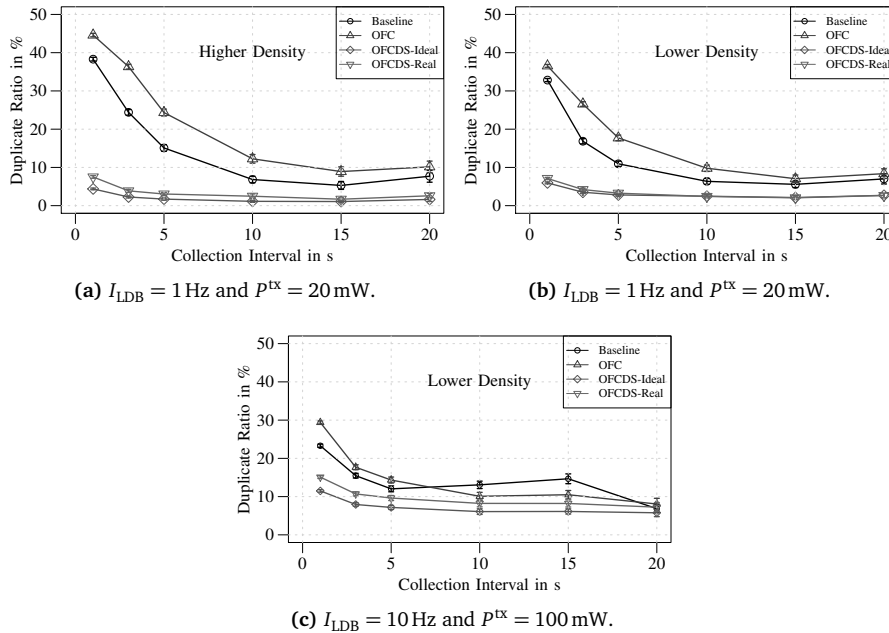 Duplicate Ratio in %
50
40
30
20
10
0
Higher Density
Baseline
OFC
OFCDS-Ideal
OFCDS-Real
0
5
10
15
20
Collection Interval in s
(a) I_LDB = 1 Hz and P^tx = 20 mW.
Duplicate Ratio in %
50
40
30
20
10
0
Lower Density
Baseline
OFC
OFCDS-Ideal
OFCDS-Real
0
5
10
15
20
Collection Interval in s
(b) I_LDB = 1 Hz and P^tx = 20 mW.
Duplicate Ratio in %
50
40
30
20
10
0
Lower Density
Baseline
OFC
OFCDS-Ideal
OFCDS-Real
0
5
10
15
20
Collection Interval in s
(c) I_LDB = 10 Hz and P^tx = 100 mW.